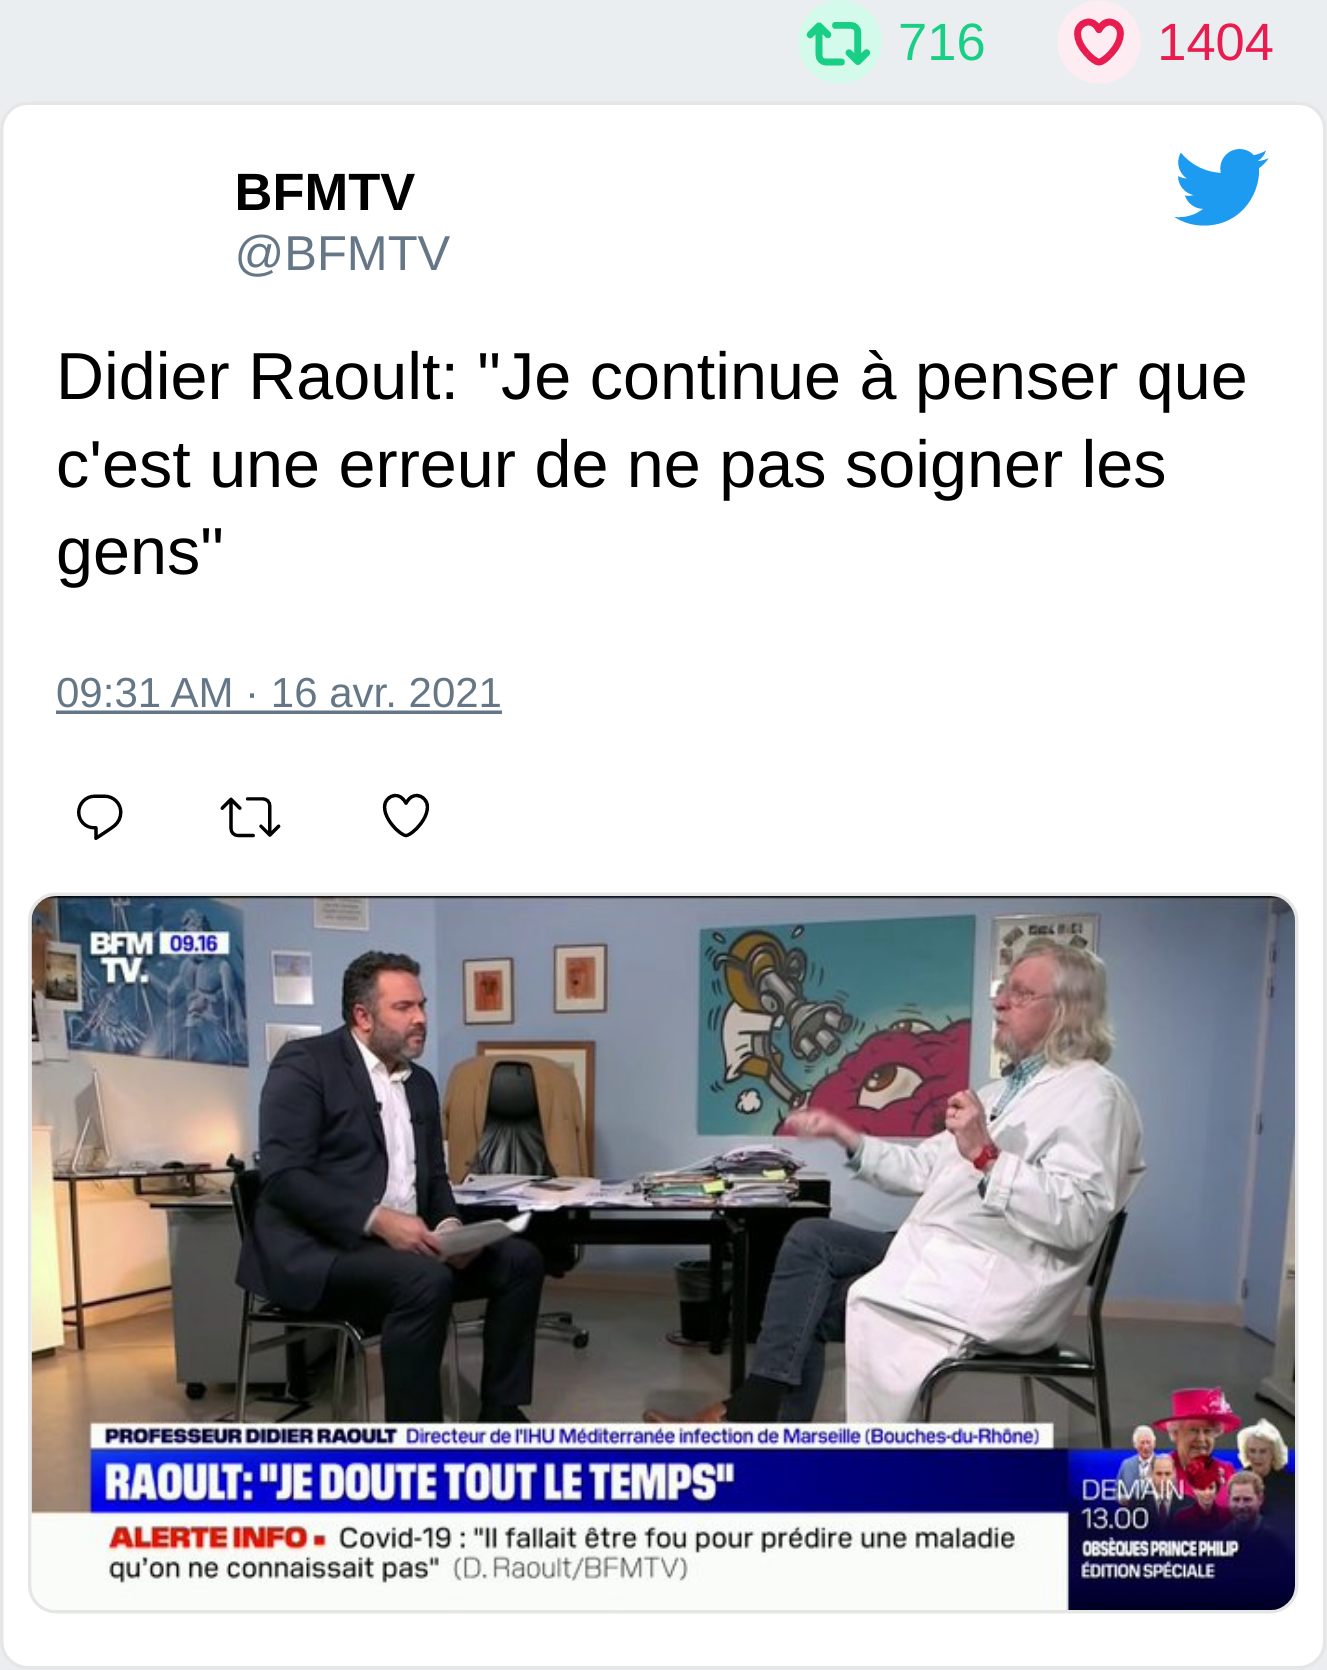 716 1404
BFMTV
@BFMTV
Didier Raoult: "Je continue à penser que
c'est une erreur de ne pas soigner les
gens"
09:31 AM · 16 avr. 2021
BFM 09.16
TV.
PROFESSEUR DIDIER RAOULT Directeur de l'IHU Méditerranée infection de Marseille (Bouches-du-Rhône)
RAOULT: "JE DOUTE TOUT LE TEMPS"
ALERTE INFO ▪ Covid-19 : "Il fallait être fou pour prédire une maladie
qu'on ne connaissait pas" (D. Raoult/BFMTV)
DEMAIN
13.00
OBSÈQUES PRINCE PHILIP
ÉDITION SPÉCIALE